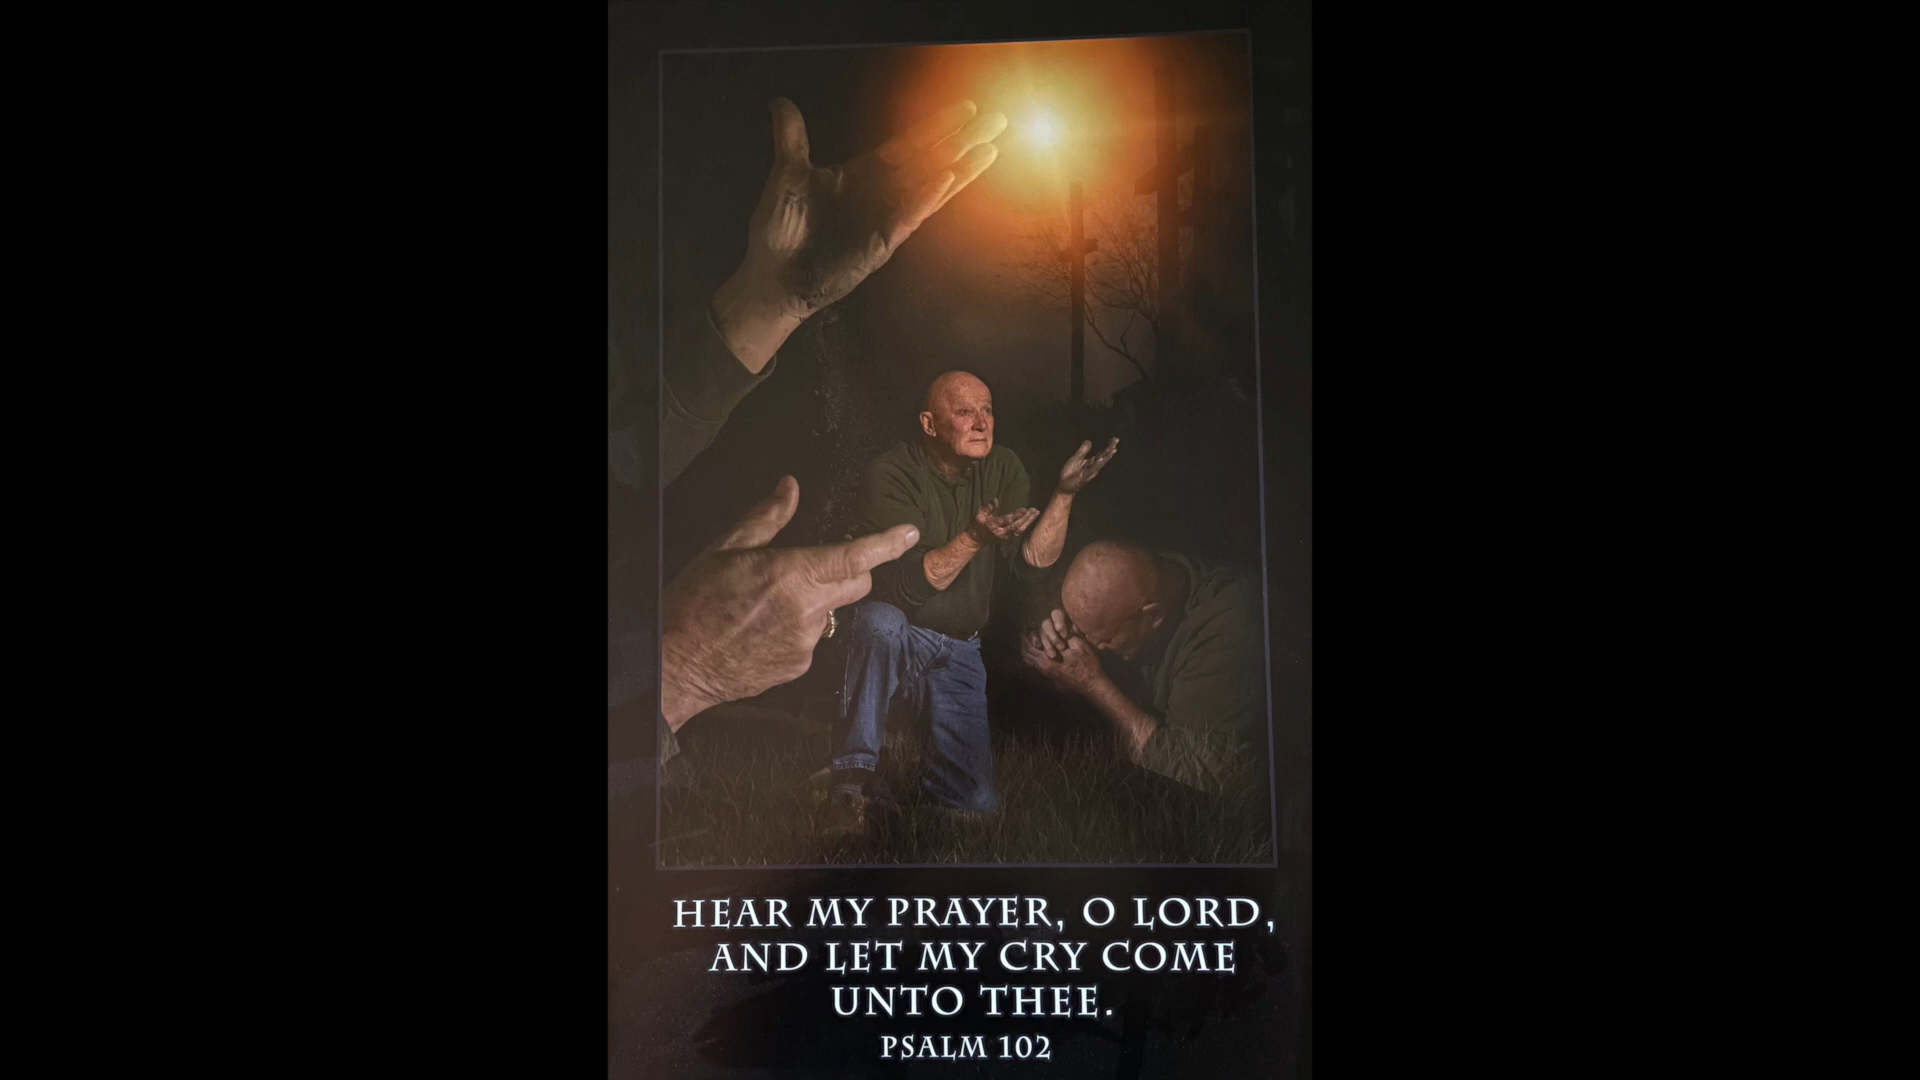 HEAR MY PRAYER, O LORD,
AND LET MY CRY COME
UNTO THEE.
PSALM 102